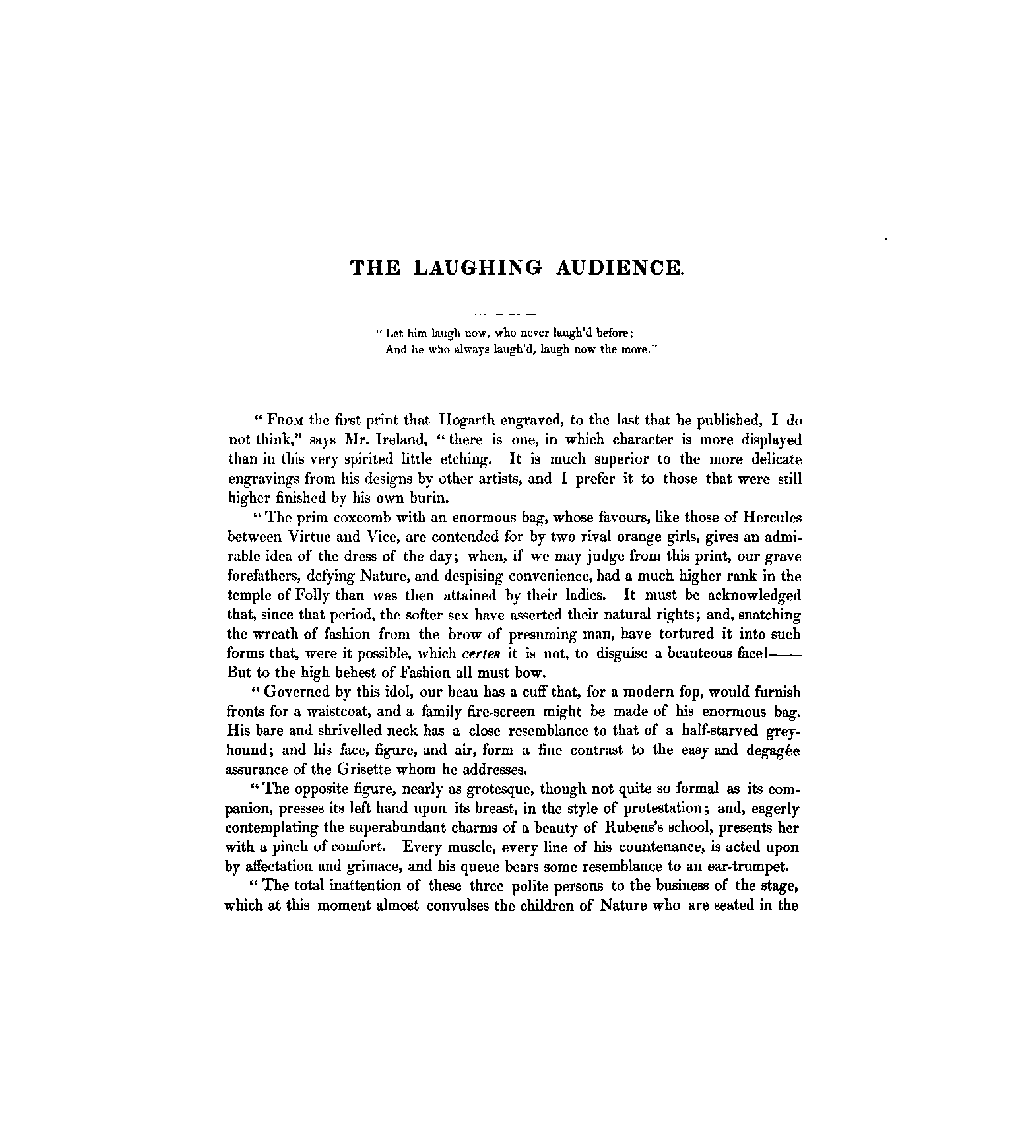 THE LAUGHING AUDIENCE.
" Let him laugh now, who never laugh'd before;
And he who always laugh'd, laugh now the more."
" FROM the first print that Hogarth engraved, to the last that he published, I do
not think," says Mr. Ireland, " there is one, in which character is more displayed
than in this very spirited little etching. It is much superior to the more delicate
engravings from his designs by other artists, and I prefer it to those that were still
higher finished by his own burin.
" The prim coxcomb with an enormous bag, whose favours, like those of Hercules
between Virtue and Vice, are contended for by two rival orange girls, gives an admi-
rable idea of the dress of the day; when, if we may judge from this print, our grave
forefathers, defying Nature, and despising convenience, had a much higher rank in the
temple of Folly than was then attained by their ladies. It must be acknowledged
that, since that period, the softer sex have asserted their natural rights; and, snatching
the wreath of fashion from the brow of presuming man, have tortured it into such
forms that, were it possible, which certes it is not, to disguise a beauteous face!——
But to the high behest of Fashion all must bow.
" Governed by this idol, our beau has a cuff that, for a modern fop, would furnish
fronts for a waistcoat, and a family fire-screen might be made of his enormous bag.
His bare and shrivelled neck has a close resemblance to that of a half-starved grey-
hound; and his face, figure, and air, form a fine contrast to the easy and degagée
assurance of the Grisette whom he addresses.
" The opposite figure, nearly as grotesque, though not quite so formal as its com-
panion, presses its left hand upon its breast, in the style of protestation; and, eagerly
contemplating the superabundant charms of a beauty of Rubens's school, presents her
with a pinch of comfort. Every muscle, every line of his countenance, is acted upon
by affectation and grimace, and his queue bears some resemblance to an ear-trumpet.
" The total inattention of these three polite persons to the business of the stage,
which at this moment almost convulses the children of Nature who are seated in the